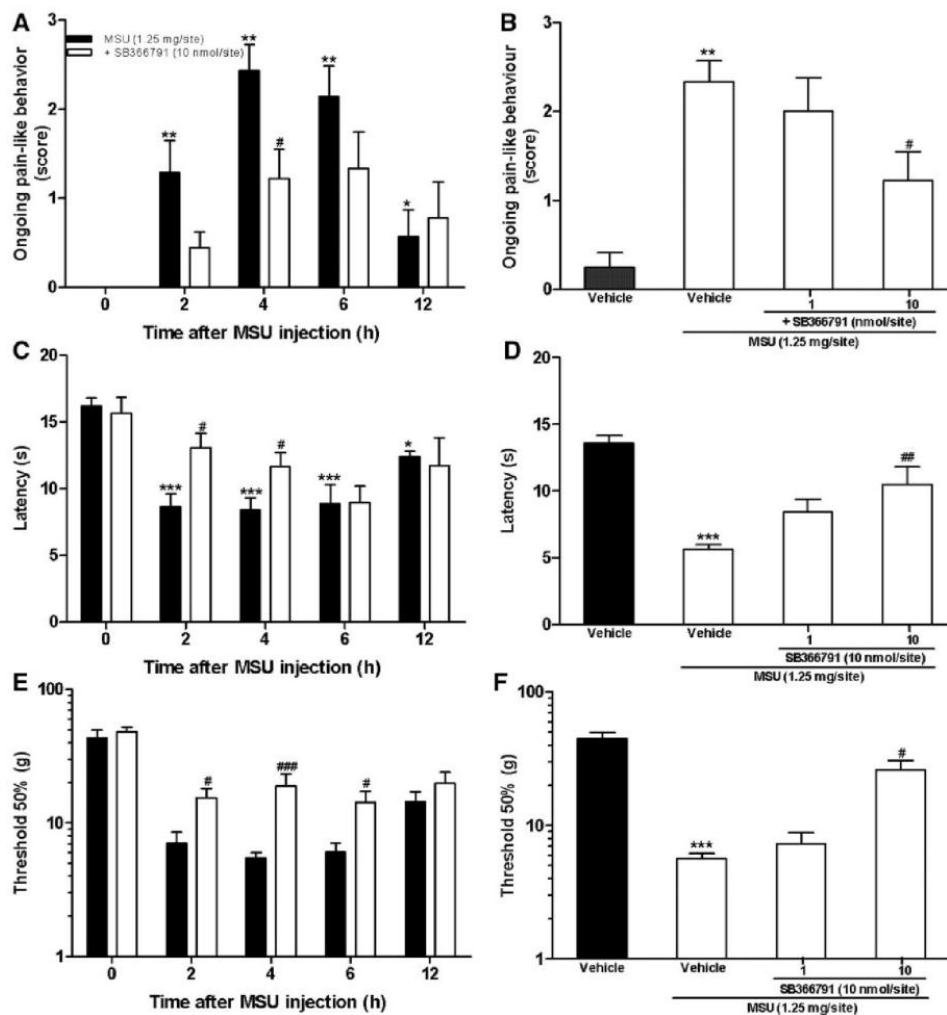 A
3
2
1
0
Ongoing pain-like behavior
(score)
MSU (1.25 mg/site)
+ SB366791 (10 nmol/site)
** ** ** *
#
0 2 4 6 12
Time after MSU injection (h)
B
3
2
1
0
Ongoing pain-like behaviour
(score)
**
#
Vehicle Vehicle 1 10
+ SB366791 (nmol/site)
MSU (1.25 mg/site)
C
20
15
10
5
0
Latency (s)
*** # *** # *** *
0 2 4 6 12
Time after MSU injection (h)
D
20
15
10
5
0
Latency (s)
***
##
Vehicle Vehicle 1 10
SB366791 (10 nmol/site)
MSU (1.25 mg/site)
E
100
10
1
Threshold 50% (g)
# ### #
0 2 4 6 12
Time after MSU injection (h)
F
100
10
1
Threshold 50% (g)
***
#
Vehicle Vehicle 1 10
SB366791 (10 nmol/site)
MSU (1.25 mg/site)